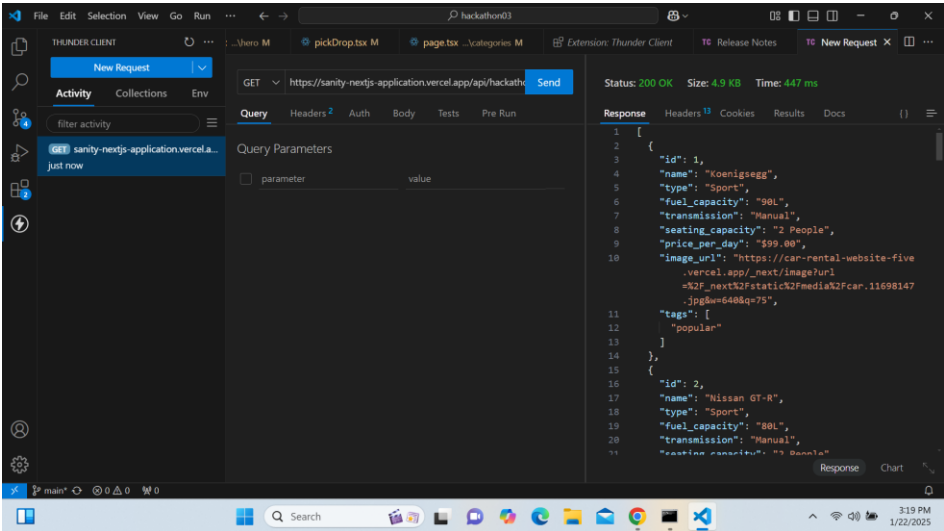 File Edit Selection View Go Run ··· hackathon03
THUNDER CLIENT
...\hero M pickDrop.tsx M page.tsx ...\categories M Extension: Thunder Client TC Release Notes TC New Request
New Request
Activity Collections Env
filter activity
GET sanity-nextjs-application.vercel.a...
just now
GET https://sanity-nextjs-application.vercel.app/api/hackatho Send
Query Headers 2 Auth Body Tests Pre Run
Query Parameters
parameter value
Status: 200 OK Size: 4.9 KB Time: 447 ms
Response Headers 13 Cookies Results Docs {}
1 [
2 {
3 "id": 1,
4 "name": "Koenigsegg",
5 "type": "Sport",
6 "fuel_capacity": "90L",
7 "transmission": "Manual",
8 "seating_capacity": "2 People",
9 "price_per_day": "$99.00",
10 "image_url": "https://car-rental-website-five
.vercel.app/_next/image?url
=%2F_next%2Fstatic%2Fmedia%2Fcar.11698147
.jpg&w=640&q=75",
11 "tags": [
12 "popular"
13 ]
14 },
15 {
16 "id": 2,
17 "name": "Nissan GT-R",
18 "type": "Sport",
19 "fuel_capacity": "80L",
20 "transmission": "Manual",
21 "seating_capacity": "2 People"
Response Chart
main* 0 0 0
Search
3:19 PM
1/22/2025